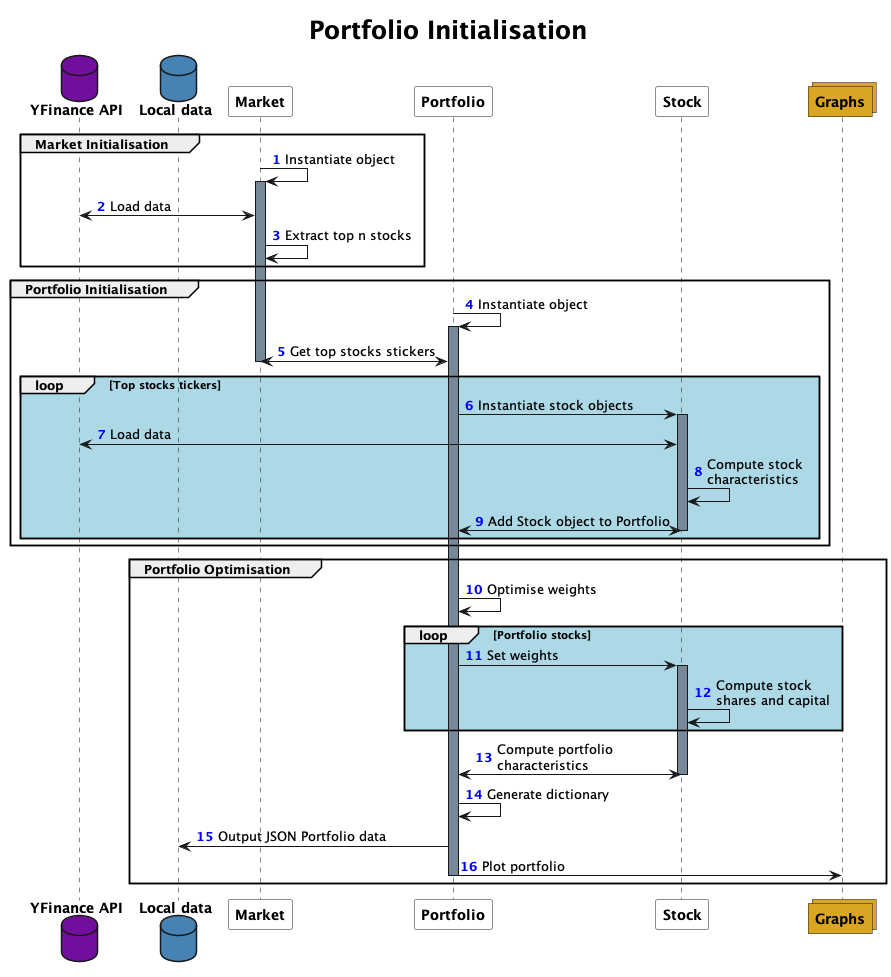 Portfolio Initialisation
YFinance API
Local data
Market
Portfolio
Stock
Graphs
Market Initialisation
1 Instantiate object
2 Load data
3 Extract top n stocks
Portfolio Initialisation
4 Instantiate object
5 Get top stocks stickers
loop [Top stocks tickers]
6 Instantiate stock objects
7 Load data
8 Compute stock
characteristics
9 Add Stock object to Portfolio
Portfolio Optimisation
10 Optimise weights
loop [Portfolio stocks]
11 Set weights
12 Compute stock
shares and capital
13 Compute portfolio
characteristics
14 Generate dictionary
15 Output JSON Portfolio data
16 Plot portfolio
YFinance API
Local data
Market
Portfolio
Stock
Graphs